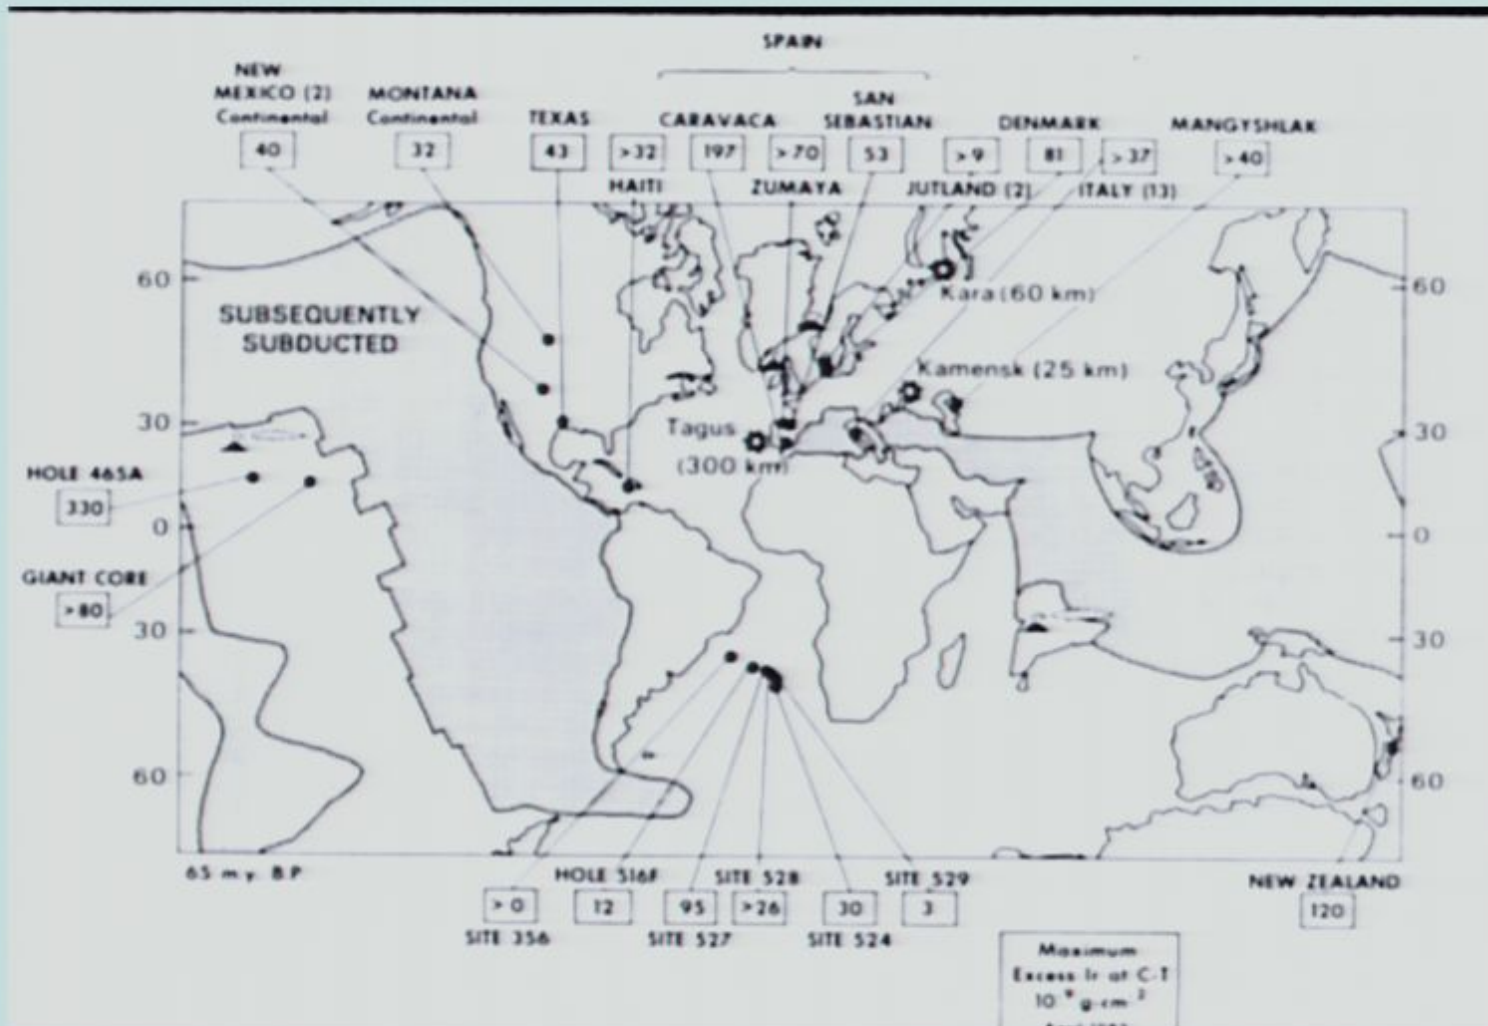 SPAIN
NEW
MEXICO (2)
Continental
40
MONTANA
Continental
32
TEXAS
43
>32
HAITI
CARAVACA
197
>70
ZUMAYA
SAN
SEBASTIAN
53
>9
JUTLAND (2)
DENMARK
81
>37
ITALY (13)
MANGYSHLAK
>40
60
60
SUBSEQUENTLY
SUBDUCTED
Kara (60 km)
Kamensk (25 km)
30
30
Tagus
(300 km)
HOLE 465A
330
0
0
GIANT CORE
>80
30
30
60
60
65 m.y. B.P
>0
SITE 356
HOLE 516F
12
95
SITE 527
SITE 528
>26
30
SITE 524
SITE 529
3
NEW ZEALAND
120
Maximum
Excess Ir at C-T
10⁻⁹ g-cm⁻²